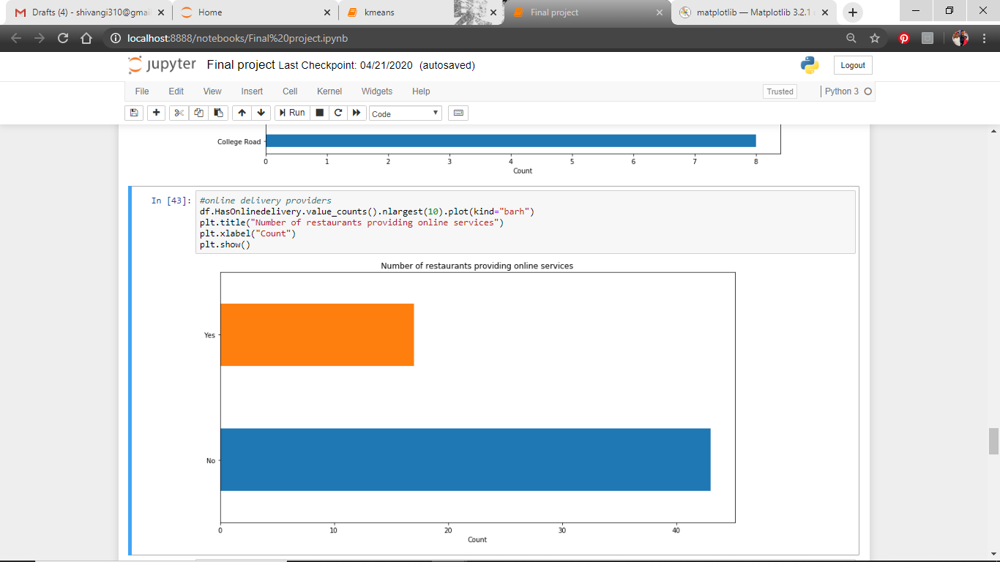 Drafts (4) - shivangi310@gmai
Home
kmeans
Final project
matplotlib — Matplotlib 3.2.1
localhost:8888/notebooks/Final%20project.ipynb
jupyter Final project Last Checkpoint: 04/21/2020 (autosaved)
Logout
File Edit View Insert Cell Kernel Widgets Help
Trusted
Python 3
Run
Code
College Road
0 1 2 3 4 5 6 7 8
Count
In [43]:
#online delivery providers
df.HasOnlinedelivery.value_counts().nlargest(10).plot(kind="barh")
plt.title("Number of restaurants providing online services")
plt.xlabel("Count")
plt.show()
Number of restaurants providing online services
Yes
No
0 10 20 30 40
Count